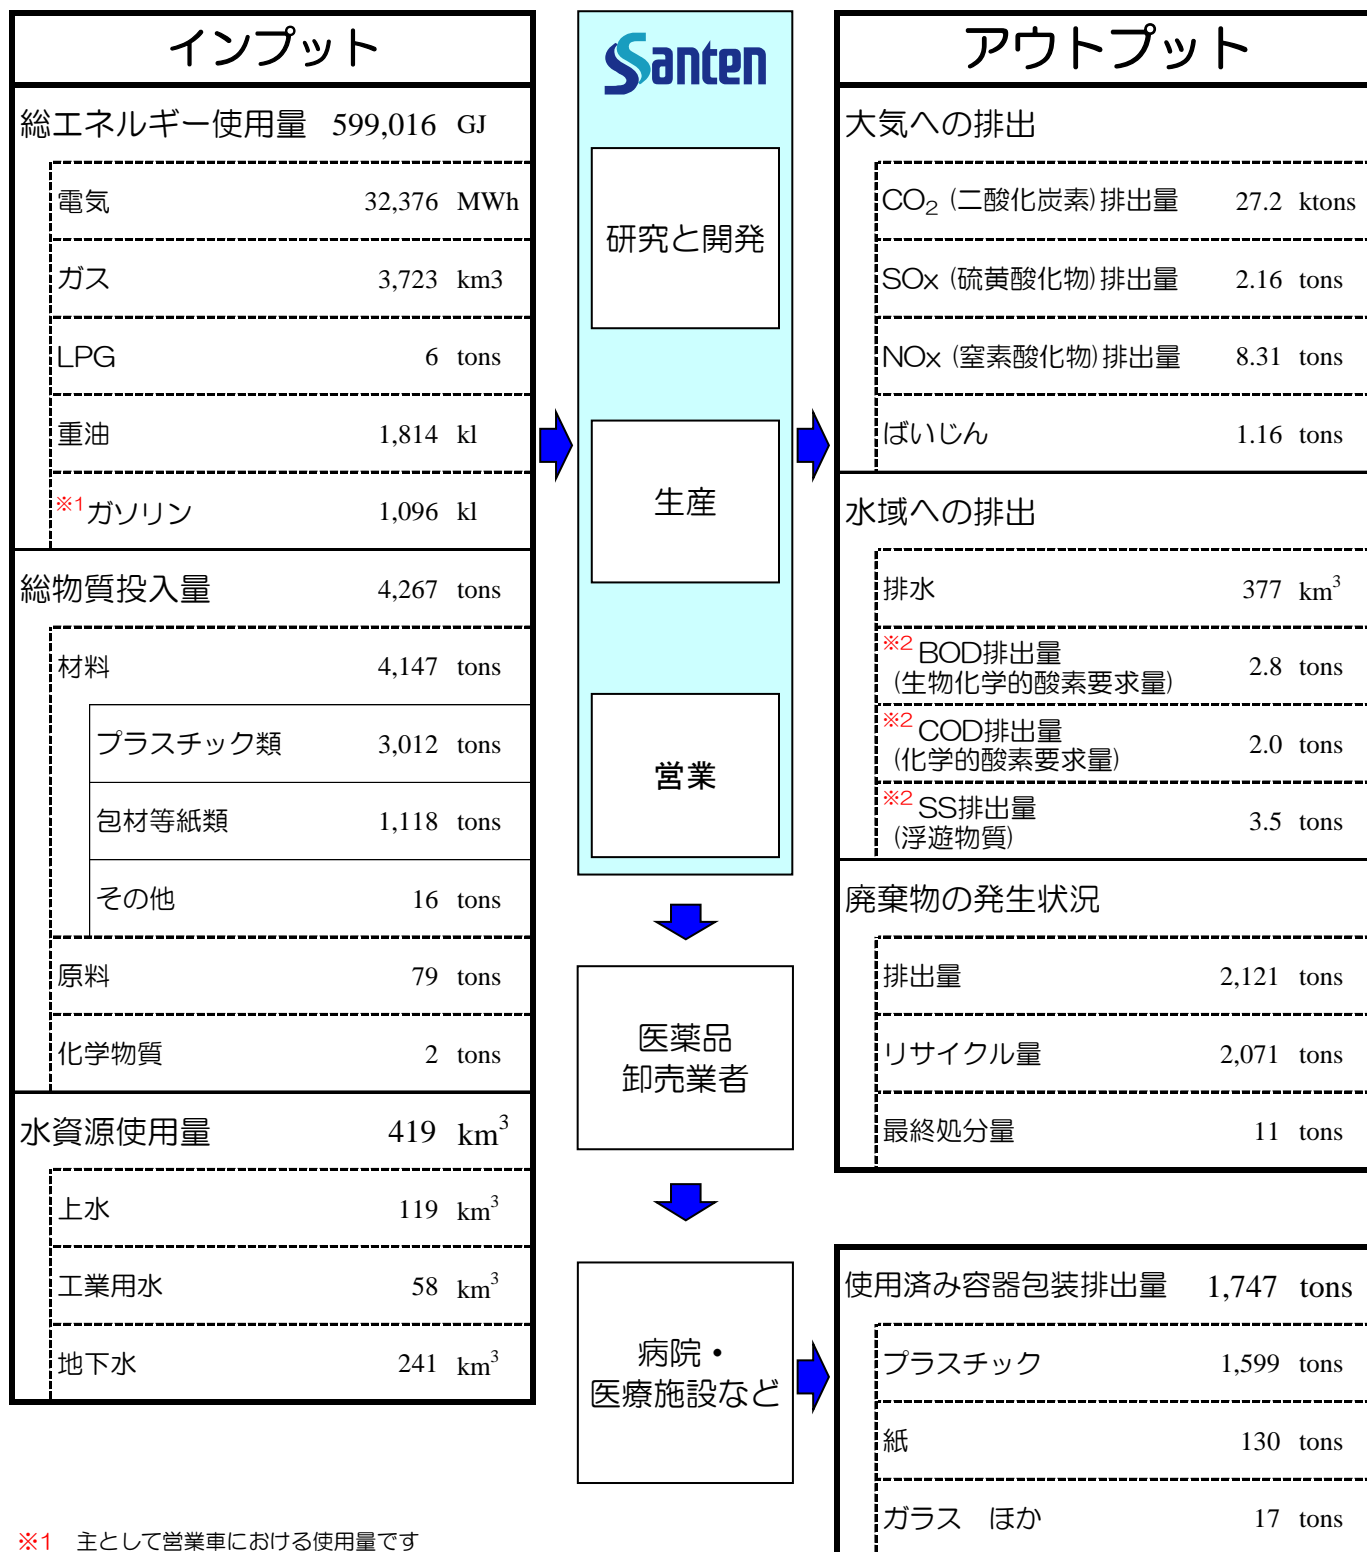 インプット
総エネルギー使用量 599,016 GJ
電気 32,376 MWh
ガス 3,723 km3
LPG 6 tons
重油 1,814 kl
※1 ガソリン 1,096 kl
総物質投入量 4,267 tons
材料 4,147 tons
プラスチック類 3,012 tons
包材等紙類 1,118 tons
その他 16 tons
原料 79 tons
化学物質 2 tons
水資源使用量 419 km³
上水 119 km³
工業用水 58 km³
地下水 241 km³
※1 主として営業車における使用量です
Santen
研究と開発
生産
営業
医薬品
卸売業者
病院・
医療施設など
アウトプット
大気への排出
CO₂ (二酸化炭素)排出量 27.2 ktons
SOx (硫黄酸化物)排出量 2.16 tons
NOx (窒素酸化物)排出量 8.31 tons
ばいじん 1.16 tons
水域への排出
排水 377 km³
※2 BOD排出量
(生物化学的酸素要求量) 2.8 tons
※2 COD排出量
(化学的酸素要求量) 2.0 tons
※2 SS排出量
(浮遊物質) 3.5 tons
廃棄物の発生状況
排出量 2,121 tons
リサイクル量 2,071 tons
最終処分量 11 tons
使用済み容器包装排出量 1,747 tons
プラスチック 1,599 tons
紙 130 tons
ガラス ほか 17 tons